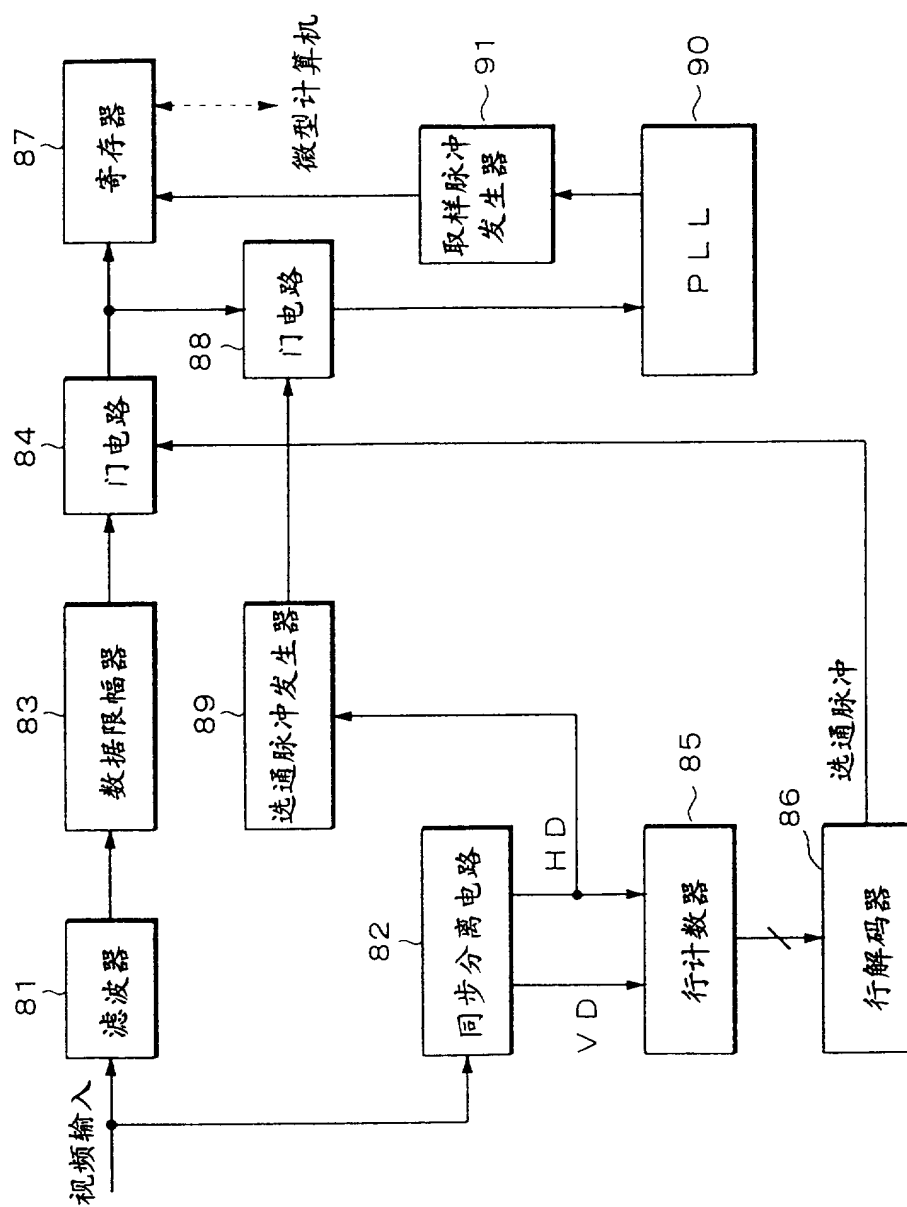 视频输入
81
滤波器
83
数据限幅器
84
门电路
87
寄存器
微型计算机
82
同步分离电路
89
选通脉冲发生器
88
门电路
91
取样脉冲
发生器
90
PLL
VD
HD
85
行计数器
86
行解码器
选通脉冲